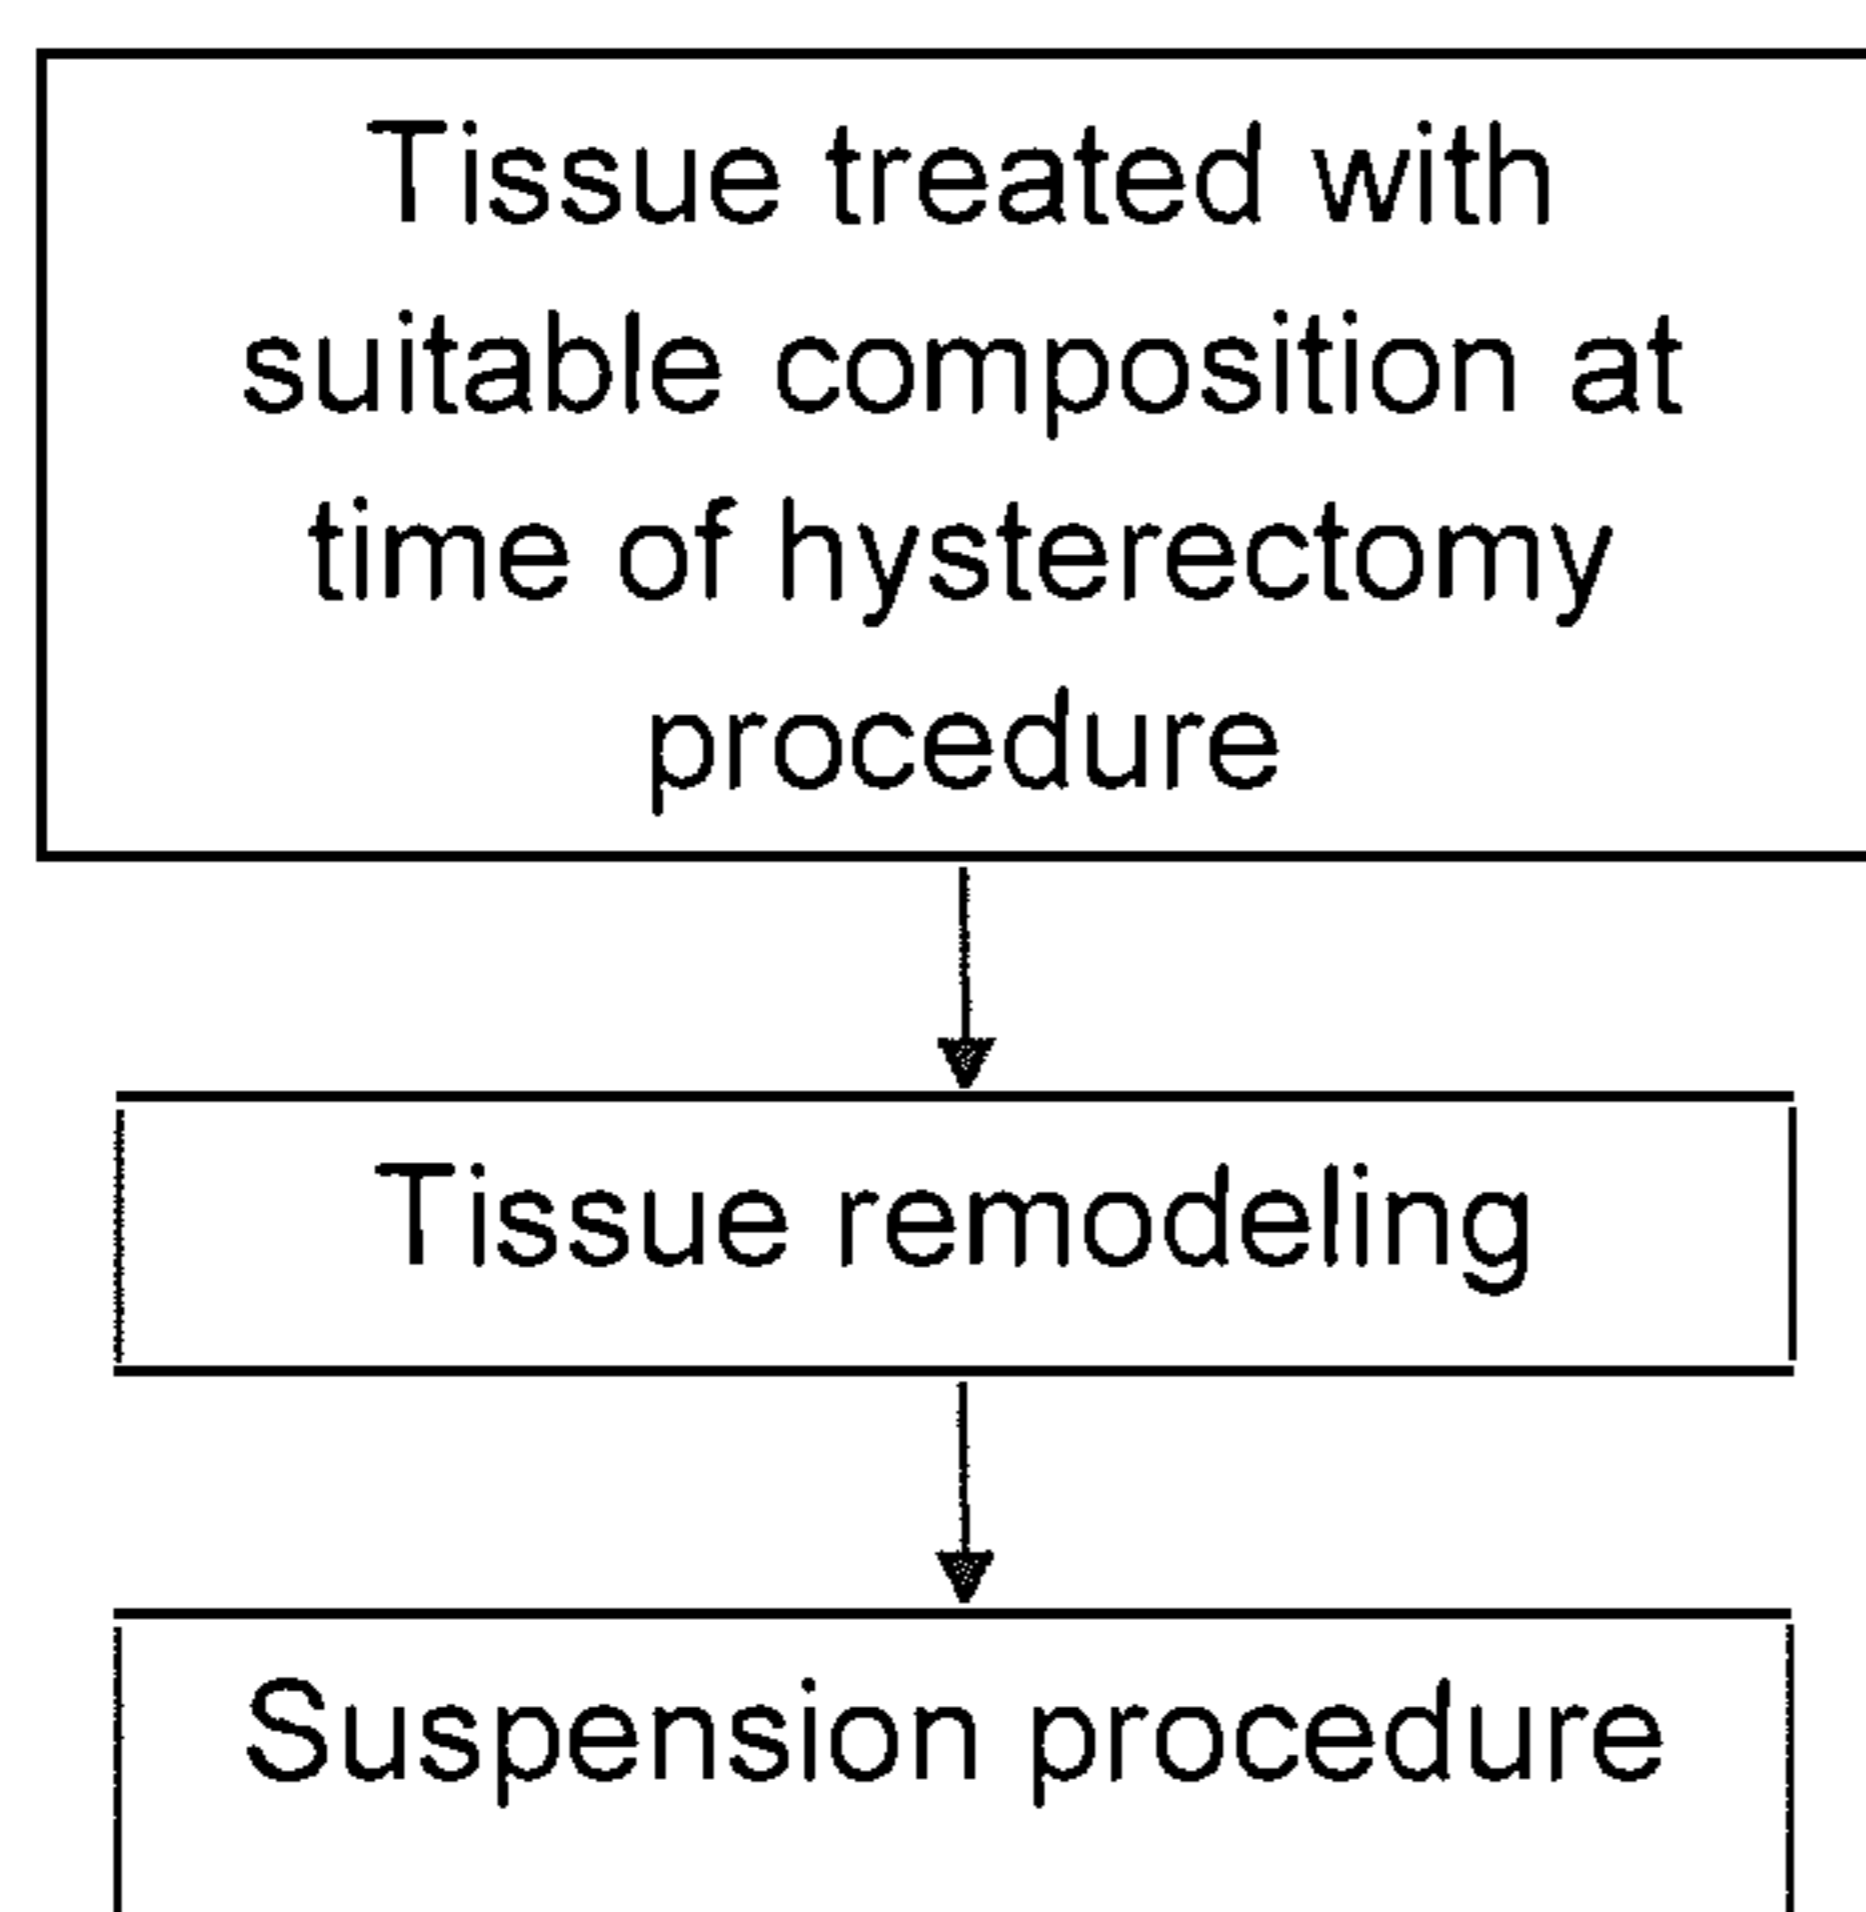 Tissue treated with
suitable composition at
time of hysterectomy
procedure
Tissue remodeling
Suspension procedure